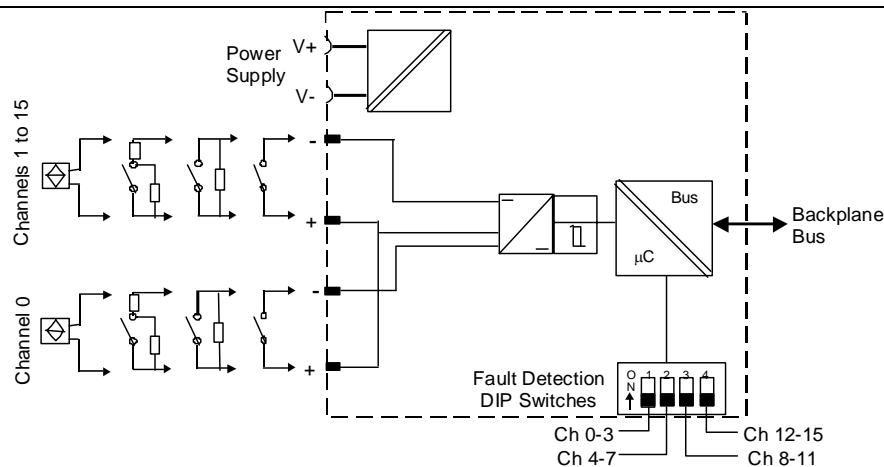 Power
Supply
V+
V-
Channels 1 to 15
-
+
Channel 0
-
+
Bus
µC
Backplane
Bus
Fault Detection
DIP Switches
ON
1 2 3 4
Ch 0-3
Ch 4-7
Ch 12-15
Ch 8-11